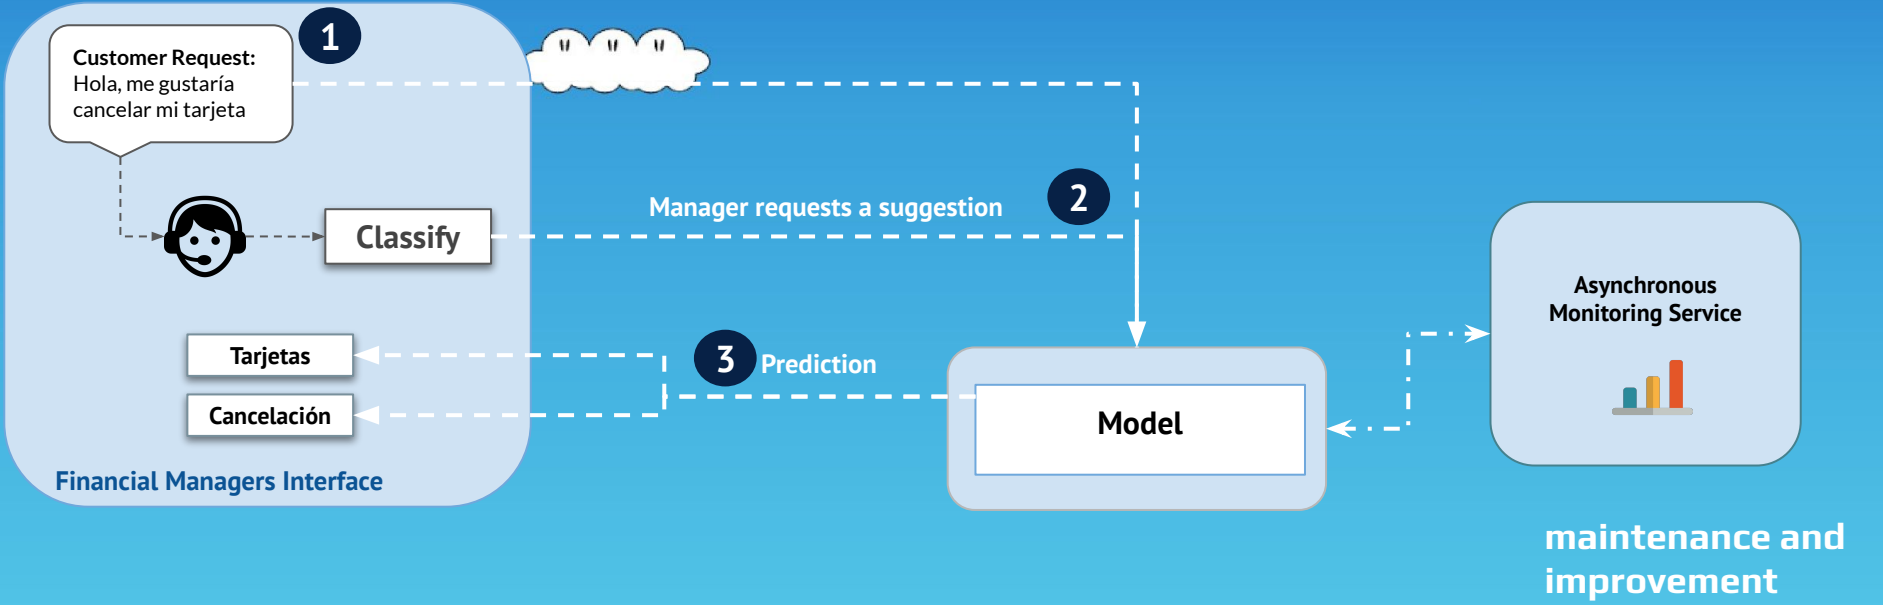 1
Customer Request:
Hola, me gustaría
cancelar mi tarjeta
Manager requests a suggestion
2
Classify
Asynchronous
Monitoring Service
Tarjetas
3
Prediction
Cancelación
Model
Financial Managers Interface
maintenance and
improvement